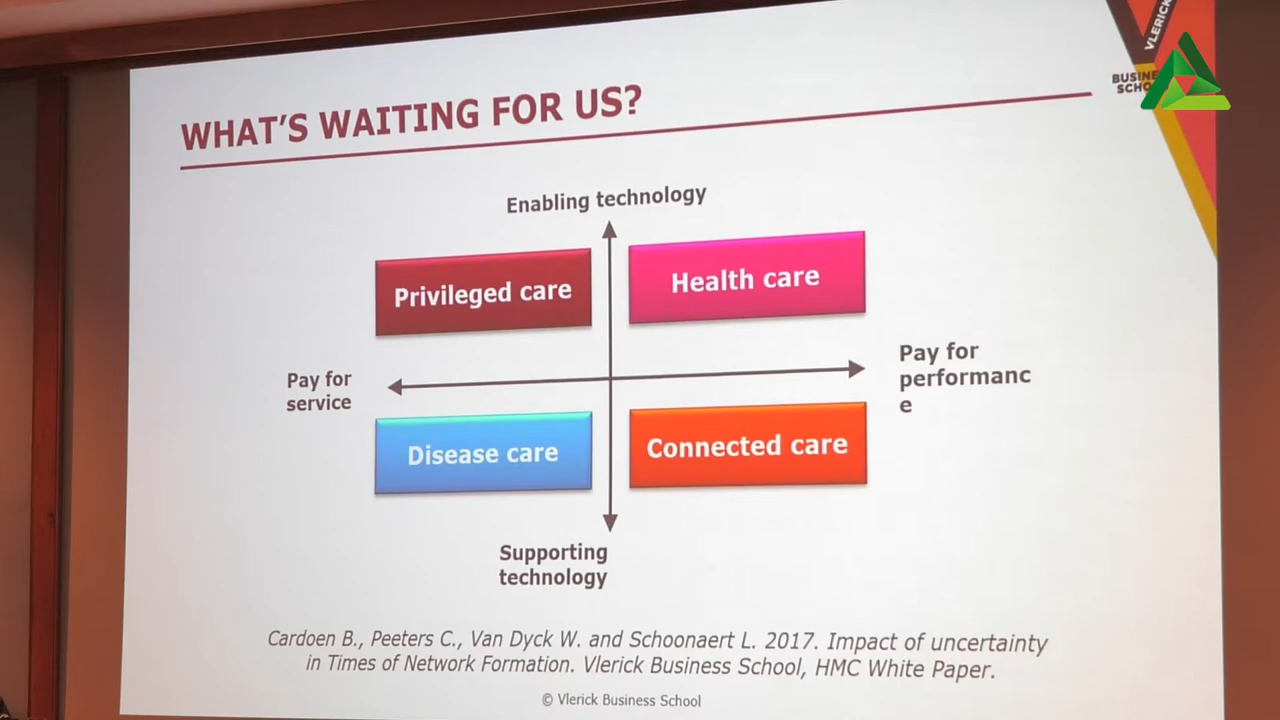 VLERICK
BUSINE
SCHO
WHAT'S WAITING FOR US?
Enabling technology
Privileged care
Health care
Pay for
service
Pay for
performanc
e
Disease care
Connected care
Supporting
technology
Cardoen B., Peeters C., Van Dyck W. and Schoonaert L. 2017. Impact of uncertainty
in Times of Network Formation. Vlerick Business School, HMC White Paper.
© Vlerick Business School